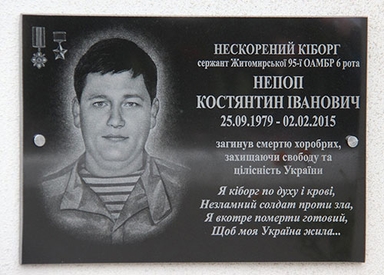 НЕСКОРЕНИЙ КІБОРГ
сержант Житомирської 95-ї ОАМБР 6 рота
НЕПОП
КОСТЯНТИН ІВАНОВИЧ
25.09.1979 - 02.02.2015
загинув смертю хоробрих,
захищаючи свободу та
цілісність України
Я кіборг по духу і крові,
Незламний солдат проти зла,
Я вкотре померти готовий,
Щоб моя Україна жила...